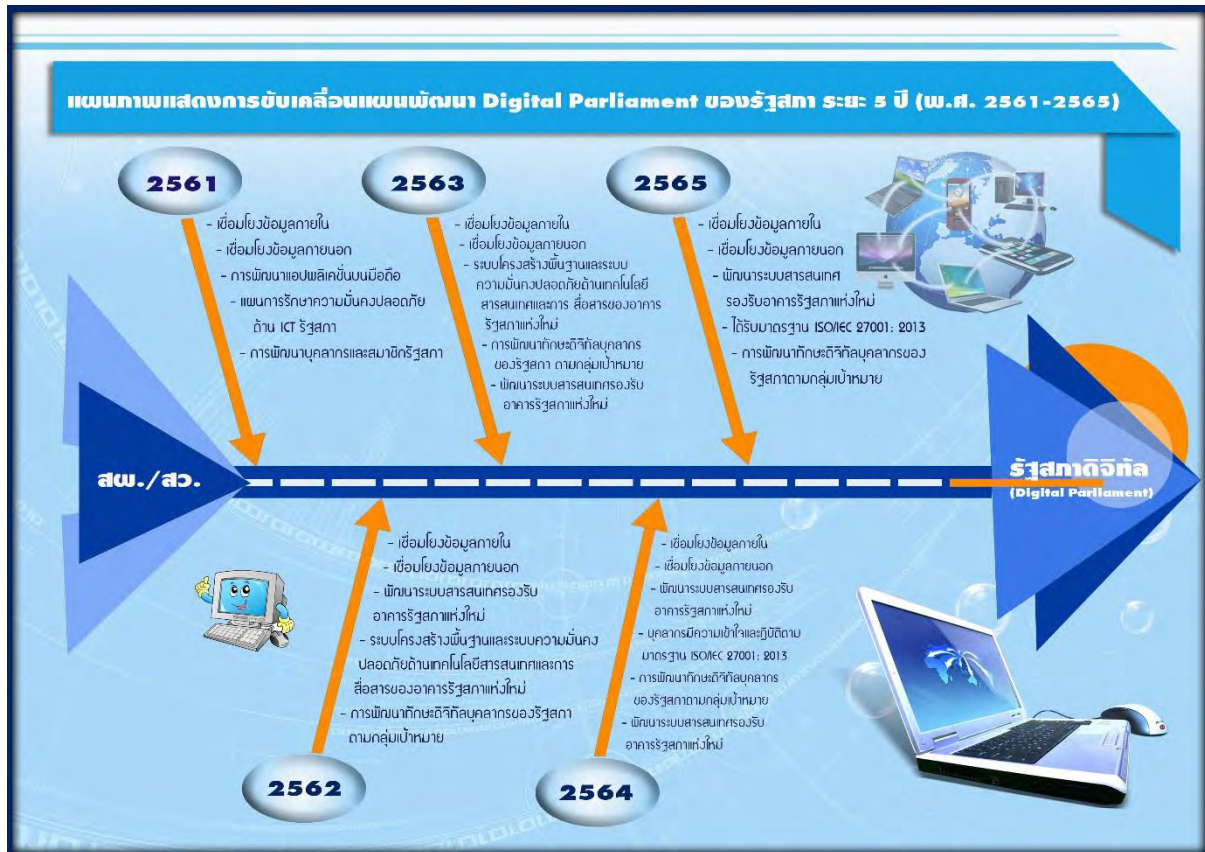 แผนภาพแสดงการขับเคลื่อนแผนพัฒนา Digital Parliament ของรัฐสภา ระยะ 5 ปี (พ.ศ. 2561-2565)
2561
- เชื่อมโยงข้อมูลภายใน
- เชื่อมโยงข้อมูลภายนอก
- การพัฒนาแอปพลิเคชั่นบนมือถือ
- แผนการรักษาความมั่นคงปลอดภัย
ด้าน ICT รัฐสภา
- การพัฒนาบุคลากรและสมาชิกรัฐสภา
2563
- เชื่อมโยงข้อมูลภายใน
- เชื่อมโยงข้อมูลภายนอก
- ระบบโครงสร้างพื้นฐานและระบบ
ความมั่นคงปลอดภัยด้านเทคโนโลยี
สารสนเทศและการ สื่อสารของอาคาร
รัฐสภาแห่งใหม่
- การพัฒนาทักษะดิจิทัลบุคลากร
ของรัฐสภา ตามกลุ่มเป้าหมาย
- พัฒนาระบบสารสนเทศรองรับ
อาคารรัฐสภาแห่งใหม่
2565
- เชื่อมโยงข้อมูลภายใน
- เชื่อมโยงข้อมูลภายนอก
- พัฒนาระบบสารสนเทศ
รองรับอาคารรัฐสภาแห่งใหม่
- ได้รับมาตรฐาน ISO/IEC 27001: 2013
- การพัฒนาทักษะดิจิทัลบุคลากรของ
รัฐสภาตามกลุ่มเป้าหมาย
สผ./สว.
รัฐสภาดิจิทัล
(Digital Parliament)
- เชื่อมโยงข้อมูลภายใน
- เชื่อมโยงข้อมูลภายนอก
- พัฒนาระบบสารสนเทศรองรับ
อาคารรัฐสภาแห่งใหม่
- ระบบโครงสร้างพื้นฐานและระบบความมั่นคง
ปลอดภัยด้านเทคโนโลยีสารสนเทศและการ
สื่อสารของอาคารรัฐสภาแห่งใหม่
- การพัฒนาทักษะดิจิทัลบุคลากรของรัฐสภา
ตามกลุ่มเป้าหมาย
2562
- เชื่อมโยงข้อมูลภายใน
- เชื่อมโยงข้อมูลภายนอก
- พัฒนาระบบสารสนเทศรองรับ
อาคารรัฐสภาแห่งใหม่
- บุคลากรมีความเข้าใจและปฏิบัติตาม
มาตรฐาน ISO/IEC 27001: 2013
- การพัฒนาทักษะดิจิทัลบุคลากร
ของรัฐสภาตามกลุ่มเป้าหมาย
- พัฒนาระบบสารสนเทศรองรับ
อาคารรัฐสภาแห่งใหม่
2564